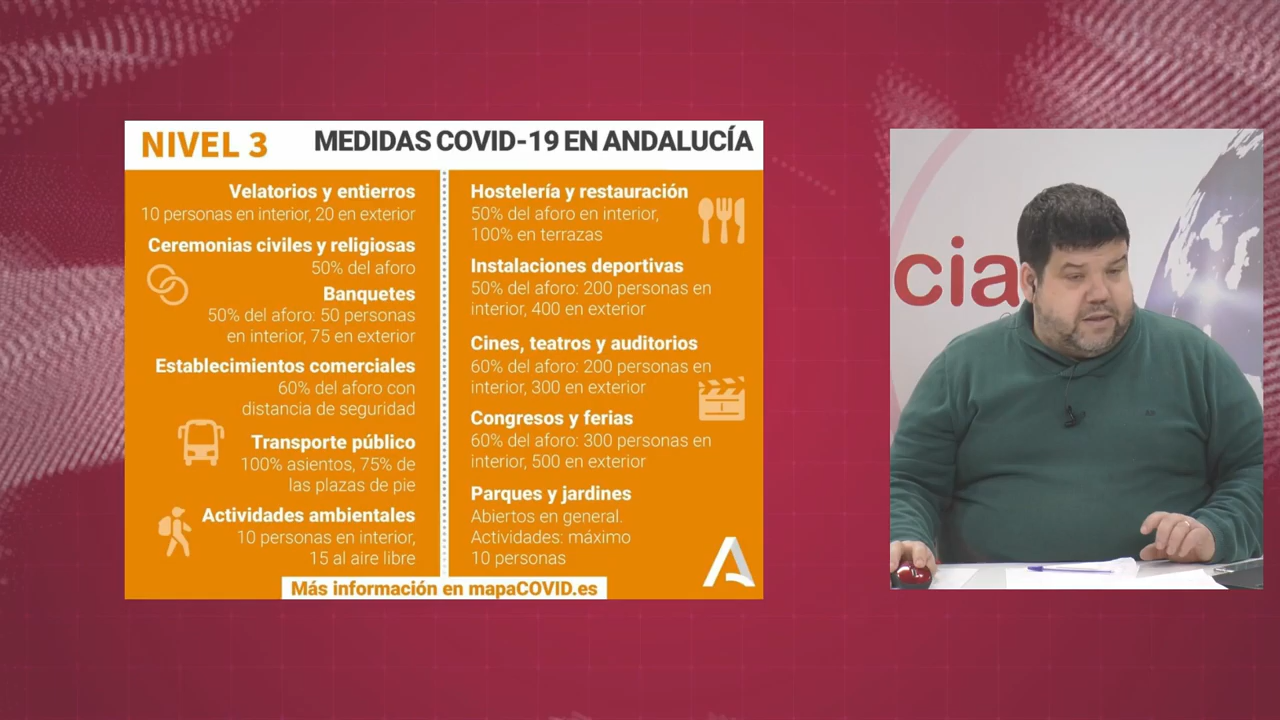 NIVEL 3
MEDIDAS COVID-19 EN ANDALUCÍA
Velatorios y entierros
10 personas en interior, 20 en exterior
Ceremonias civiles y religiosas
50% del aforo
Banquetes
50% del aforo: 50 personas
en interior, 75 en exterior
Establecimientos comerciales
60% del aforo con
distancia de seguridad
Transporte público
100% asientos, 75% de
las plazas de pie
Actividades ambientales
10 personas en interior,
15 al aire libre
Hostelería y restauración
50% del aforo en interior,
100% en terrazas
Instalaciones deportivas
50% del aforo: 200 personas en
interior, 400 en exterior
Cines, teatros y auditorios
60% del aforo: 200 personas en
interior, 300 en exterior
Congresos y ferias
60% del aforo: 300 personas en
interior, 500 en exterior
Parques y jardines
Abiertos en general.
Actividades: máximo
10 personas
Más información en mapaCOVID.es
cia